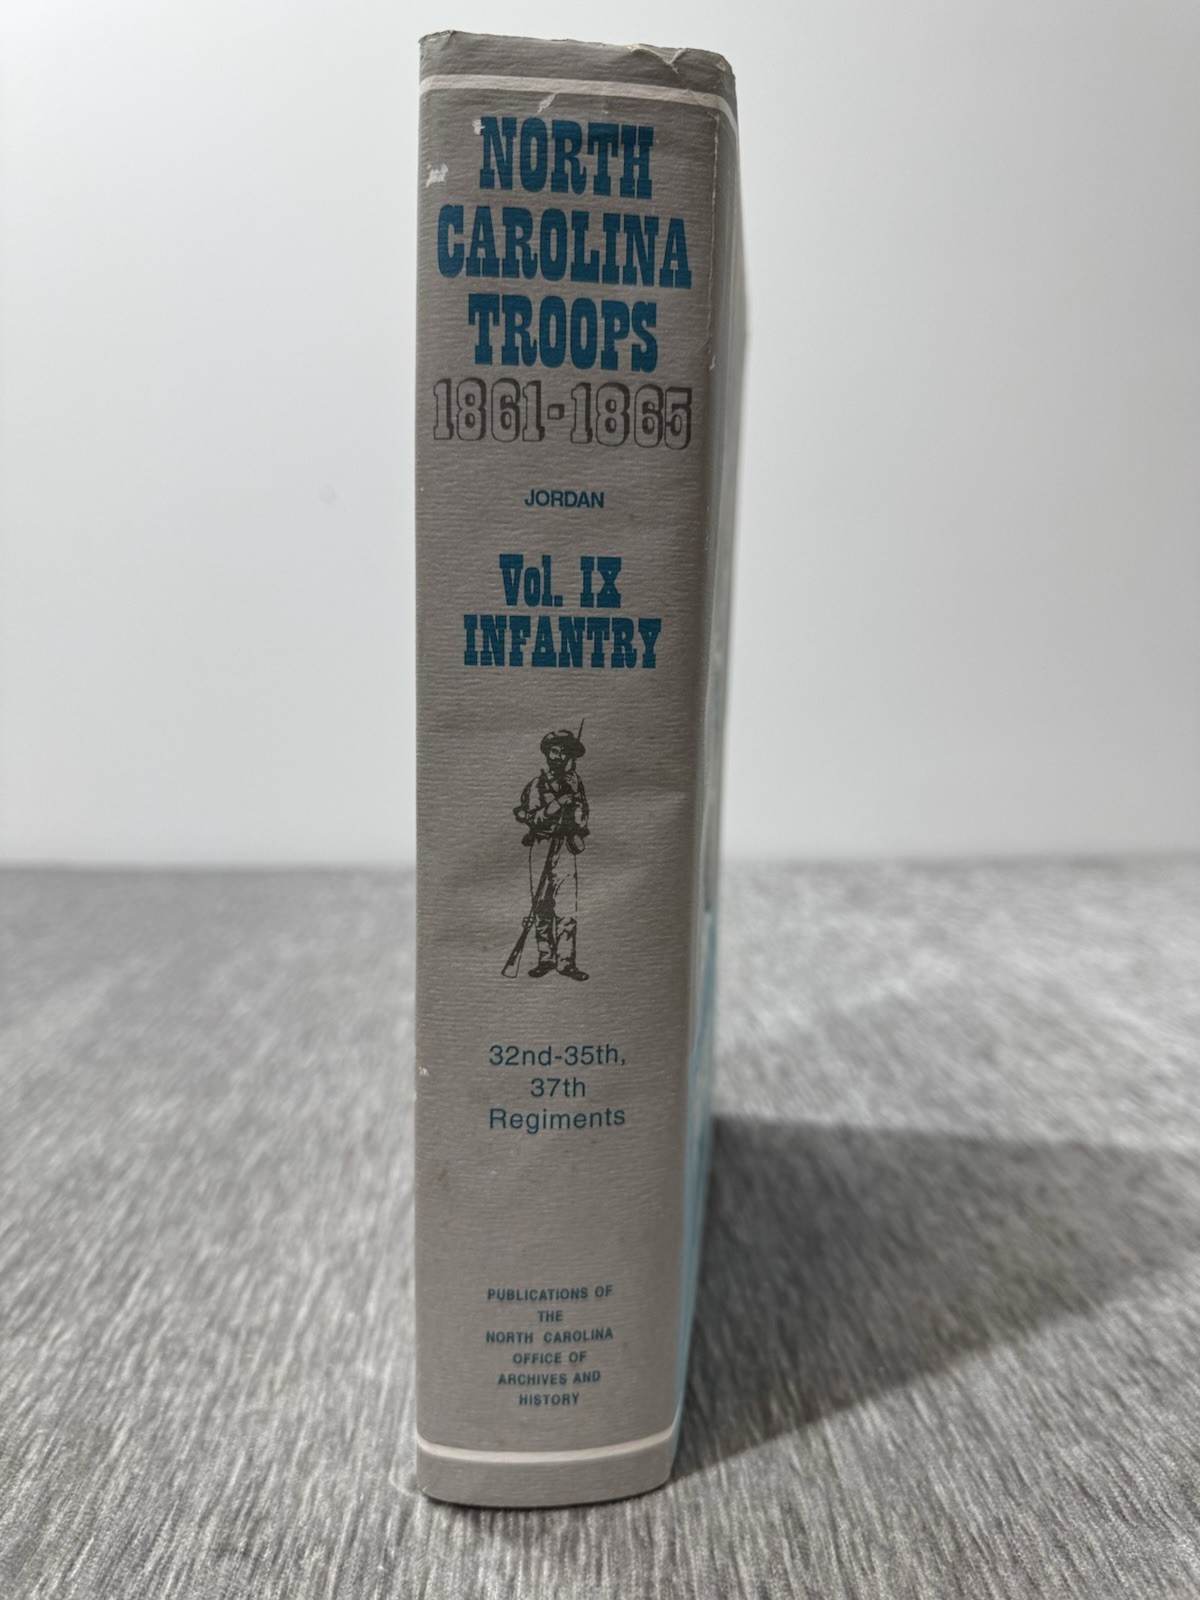 NORTH
CAROLINA
TROOPS
1861-1865
JORDAN
Vol. IX
INFANTRY
32nd-35th,
37th
Regiments
PUBLICATIONS OF
THE
NORTH CAROLINA
OFFICE OF
ARCHIVES AND
HISTORY